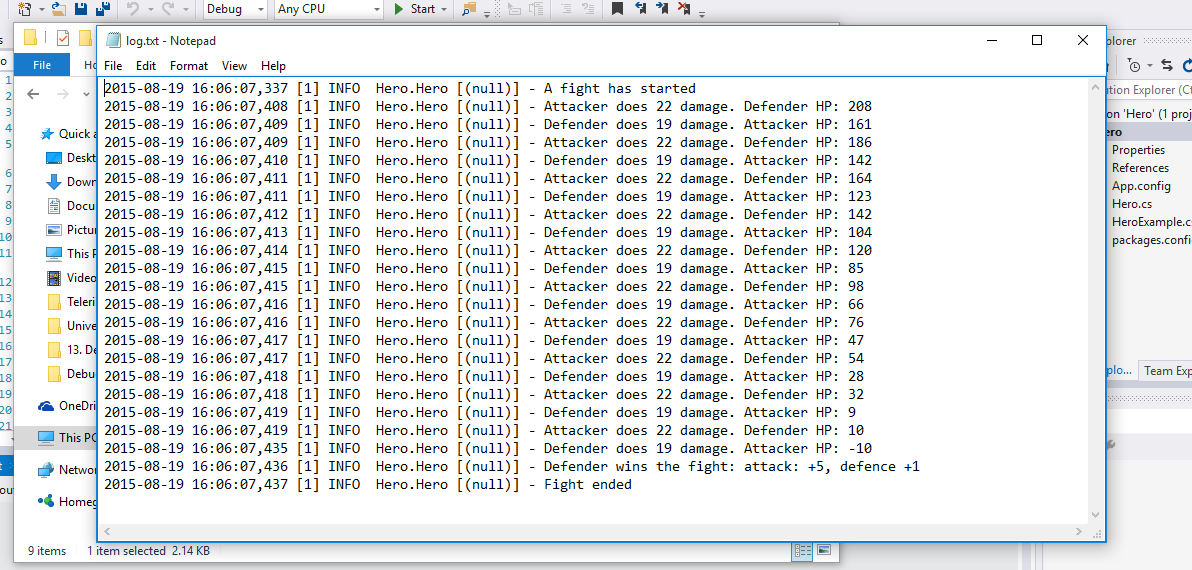 Debug
Any CPU
Start
log.txt - Notepad
File Edit Format View Help
2015-08-19 16:06:07,337 [1] INFO  Hero.Hero [(null)] - A fight has started
2015-08-19 16:06:07,408 [1] INFO  Hero.Hero [(null)] - Attacker does 22 damage. Defender HP: 208
2015-08-19 16:06:07,409 [1] INFO  Hero.Hero [(null)] - Defender does 19 damage. Attacker HP: 161
2015-08-19 16:06:07,409 [1] INFO  Hero.Hero [(null)] - Attacker does 22 damage. Defender HP: 186
2015-08-19 16:06:07,410 [1] INFO  Hero.Hero [(null)] - Defender does 19 damage. Attacker HP: 142
2015-08-19 16:06:07,411 [1] INFO  Hero.Hero [(null)] - Attacker does 22 damage. Defender HP: 164
2015-08-19 16:06:07,411 [1] INFO  Hero.Hero [(null)] - Defender does 19 damage. Attacker HP: 123
2015-08-19 16:06:07,412 [1] INFO  Hero.Hero [(null)] - Attacker does 22 damage. Defender HP: 142
2015-08-19 16:06:07,413 [1] INFO  Hero.Hero [(null)] - Defender does 19 damage. Attacker HP: 104
2015-08-19 16:06:07,414 [1] INFO  Hero.Hero [(null)] - Attacker does 22 damage. Defender HP: 120
2015-08-19 16:06:07,415 [1] INFO  Hero.Hero [(null)] - Defender does 19 damage. Attacker HP: 85
2015-08-19 16:06:07,415 [1] INFO  Hero.Hero [(null)] - Attacker does 22 damage. Defender HP: 98
2015-08-19 16:06:07,416 [1] INFO  Hero.Hero [(null)] - Defender does 19 damage. Attacker HP: 66
2015-08-19 16:06:07,416 [1] INFO  Hero.Hero [(null)] - Attacker does 22 damage. Defender HP: 76
2015-08-19 16:06:07,417 [1] INFO  Hero.Hero [(null)] - Defender does 19 damage. Attacker HP: 47
2015-08-19 16:06:07,417 [1] INFO  Hero.Hero [(null)] - Attacker does 22 damage. Defender HP: 54
2015-08-19 16:06:07,418 [1] INFO  Hero.Hero [(null)] - Defender does 19 damage. Attacker HP: 28
2015-08-19 16:06:07,418 [1] INFO  Hero.Hero [(null)] - Attacker does 22 damage. Defender HP: 32
2015-08-19 16:06:07,419 [1] INFO  Hero.Hero [(null)] - Defender does 19 damage. Attacker HP: 9
2015-08-19 16:06:07,419 [1] INFO  Hero.Hero [(null)] - Attacker does 22 damage. Defender HP: 10
2015-08-19 16:06:07,435 [1] INFO  Hero.Hero [(null)] - Defender does 19 damage. Attacker HP: -10
2015-08-19 16:06:07,436 [1] INFO  Hero.Hero [(null)] - Defender wins the fight: attack: +5, defence +1
2015-08-19 16:06:07,437 [1] INFO  Hero.Hero [(null)] - Fight ended
File
Quick a
Deskt
Down
Docu
Pictur
This P
Video
Teleri
Unive
13. De
Debu
OneDri
This PC
Netwo
Homeg
9 items 1 item selected 2.14 KB
plorer
ution Explorer (Ct
on 'Hero' (1 proj
ero
Properties
References
App.config
Hero.cs
HeroExample.cs
packages.confi
plo... Team Exp